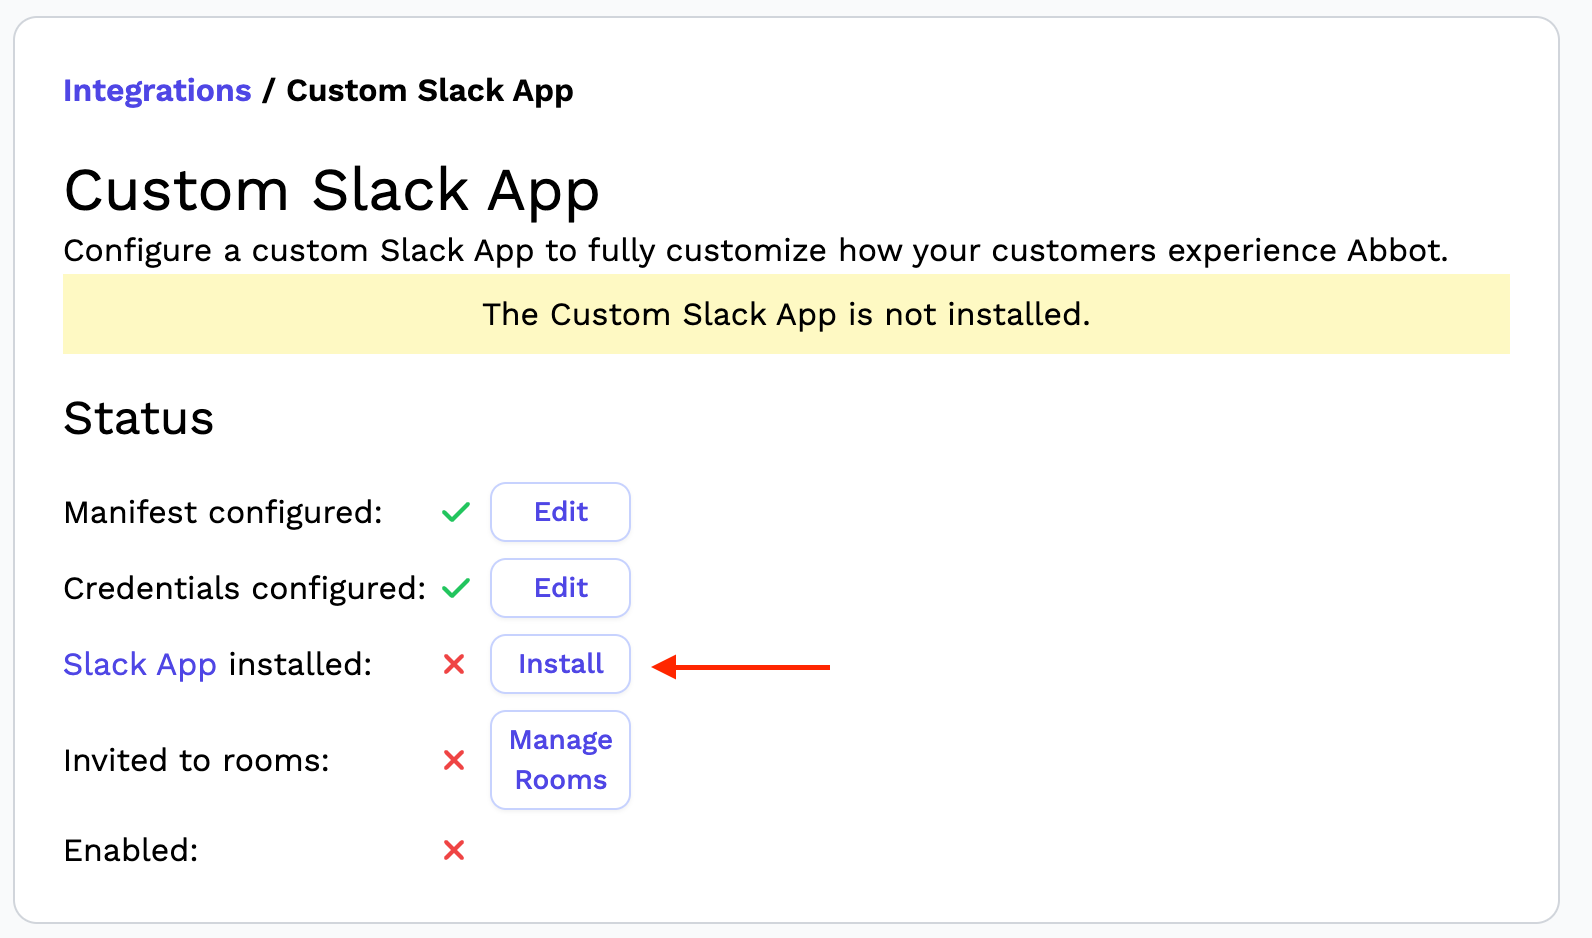 Integrations / Custom Slack App
Custom Slack App
Configure a custom Slack App to fully customize how your customers experience Abbot.
The Custom Slack App is not installed.
Status
Manifest configured: Edit
Credentials configured: Edit
Slack App installed: Install
Invited to rooms: Manage
Rooms
Enabled: